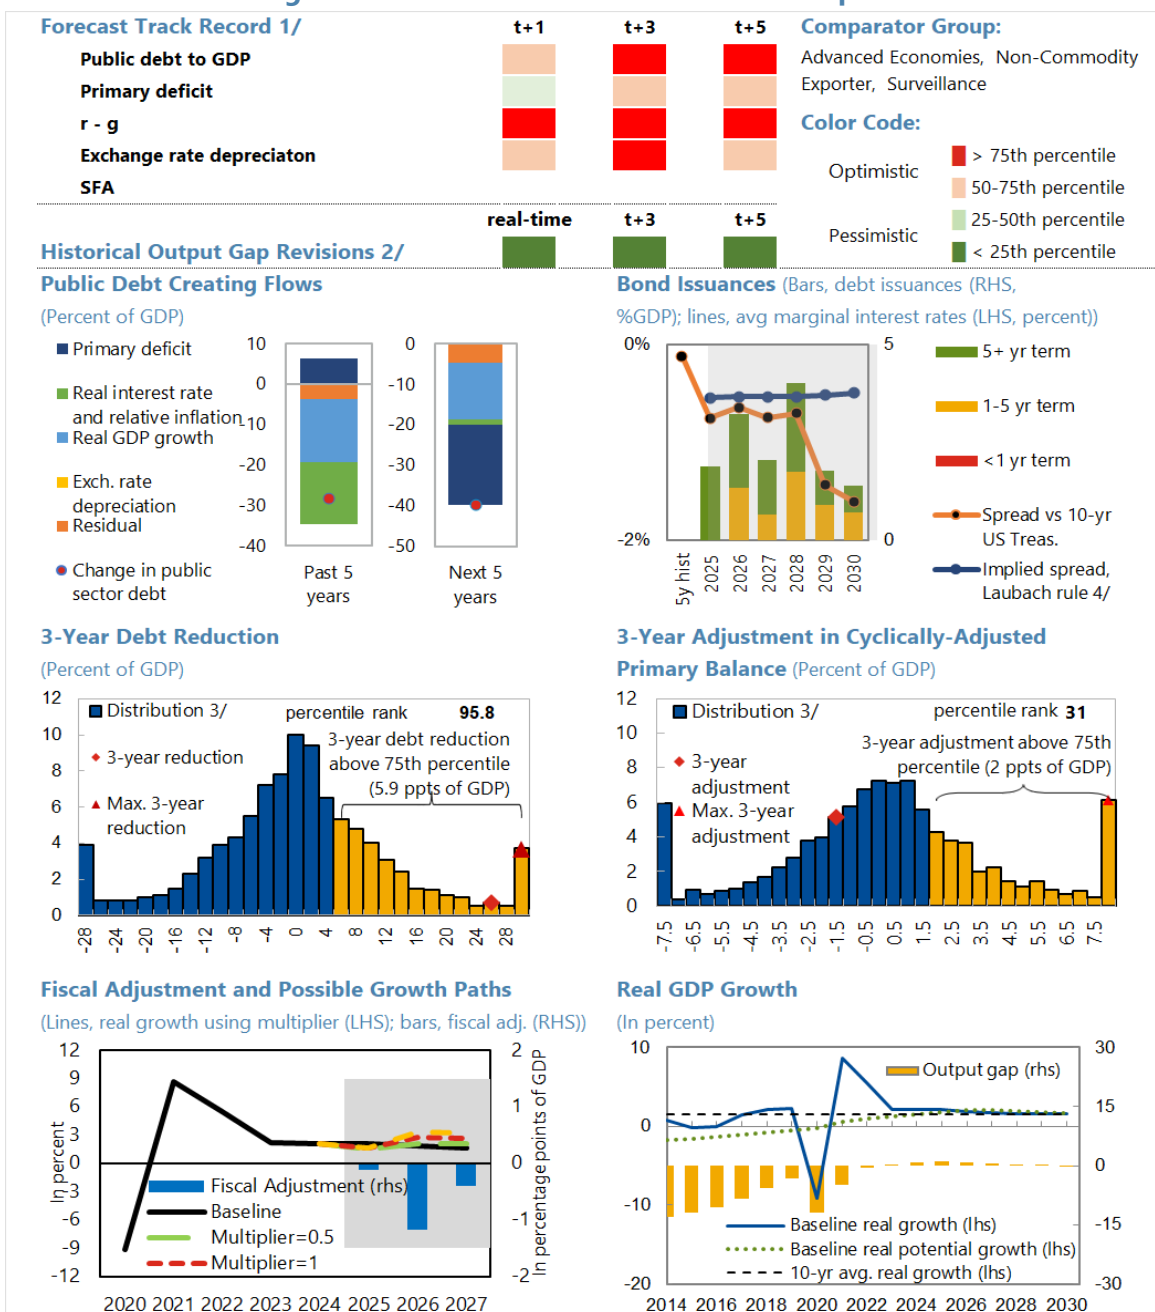 Forecast Track Record 1/ t+1 t+3 t+5 Comparator Group:
Public debt to GDP Advanced Economies, Non-Commodity
Primary deficit Exporter, Surveillance
r - g Color Code:
Exchange rate depreciaton Optimistic > 75th percentile
SFA 50-75th percentile
real-time t+3 t+5 Pessimistic 25-50th percentile
Historical Output Gap Revisions 2/ < 25th percentile
Public Debt Creating Flows
(Percent of GDP)
Primary deficit
Real interest rate
and relative inflation
Real GDP growth
Exch. rate
depreciation
Residual
Change in public
sector debt
10
0
-10
-20
-30
-40
0
-10
-20
-30
-40
-50
Past 5
years
Next 5
years
Bond Issuances (Bars, debt issuances (RHS,
%GDP); lines, avg marginal interest rates (LHS, percent))
0% 5
-2% 0
5y hist 2025 2026 2027 2028 2029 2030
5+ yr term
1-5 yr term
<1 yr term
Spread vs 10-yr
US Treas.
Implied spread,
Laubach rule 4/
3-Year Debt Reduction
(Percent of GDP)
12
10
8
6
4
2
0
Distribution 3/ percentile rank 95.8
3-year reduction
Max. 3-year
reduction
3-year debt reduction
above 75th percentile
(5.9 ppts of GDP)
-28 -24 -20 -16 -12 -8 -4 0 4 8 12 16 20 24 28
3-Year Adjustment in Cyclically-Adjusted
Primary Balance (Percent of GDP)
12
10
8
6
4
2
0
Distribution 3/ percentile rank 31
3-year
adjustment
Max. 3-year
adjustment
3-year adjustment above 75th
percentile (2 ppts of GDP)
-7.5 -6.5 -5.5 -4.5 -3.5 -2.5 -1.5 -0.5 0.5 1.5 2.5 3.5 4.5 5.5 6.5 7.5
Fiscal Adjustment and Possible Growth Paths
(Lines, real growth using multiplier (LHS); bars, fiscal adj. (RHS))
In percent
12
9
6
3
0
-3
-6
-9
-12
2
1
0
-1
-2
In percentage points of GDP
Fiscal Adjustment (rhs)
Baseline
Multiplier=0.5
Multiplier=1
2020 2021 2022 2023 2024 2025 2026 2027
Real GDP Growth
(In percent)
10
0
-10
-20
30
15
0
-15
-30
Output gap (rhs)
Baseline real growth (lhs)
Baseline real potential growth (lhs)
10-yr avg. real growth (lhs)
2014 2016 2018 2020 2022 2024 2026 2028 2030